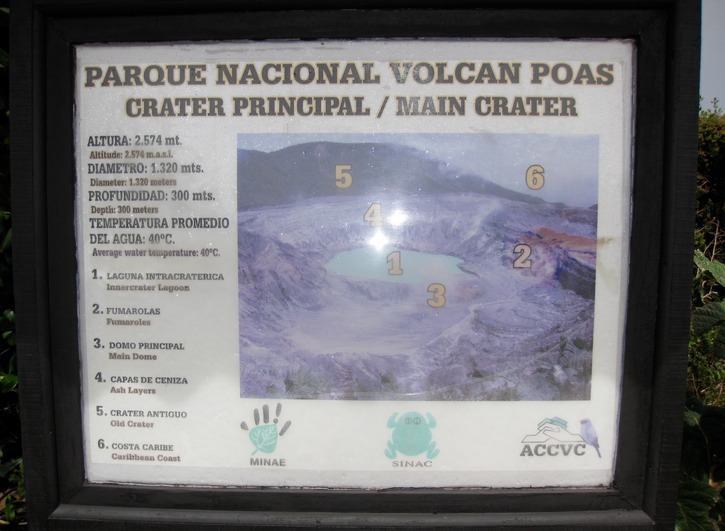 PARQUE NACIONAL VOLCAN POAS
CRATER PRINCIPAL / MAIN CRATER
ALTURA: 2.574 mt.
Altitude: 2.574 m.a.s.l.
DIAMETRO: 1.320 mts.
Diameter: 1.320 meters
PROFUNDIDAD: 300 mts.
Depth: 300 meters
TEMPERATURA PROMEDIO
DEL AGUA: 40ºC.
Average water temperature: 40ºC.
1. LAGUNA INTRACRATERICA
Innercrater Lagoon
2. FUMAROLAS
Fumaroles
3. DOMO PRINCIPAL
Main Dome
4. CAPAS DE CENIZA
Ash Layers
5. CRATER ANTIGUO
Old Crater
6. COSTA CARIBE
Caribbean Coast
5
6
4
2
1
3
MINAE
SINAC
ACCVC